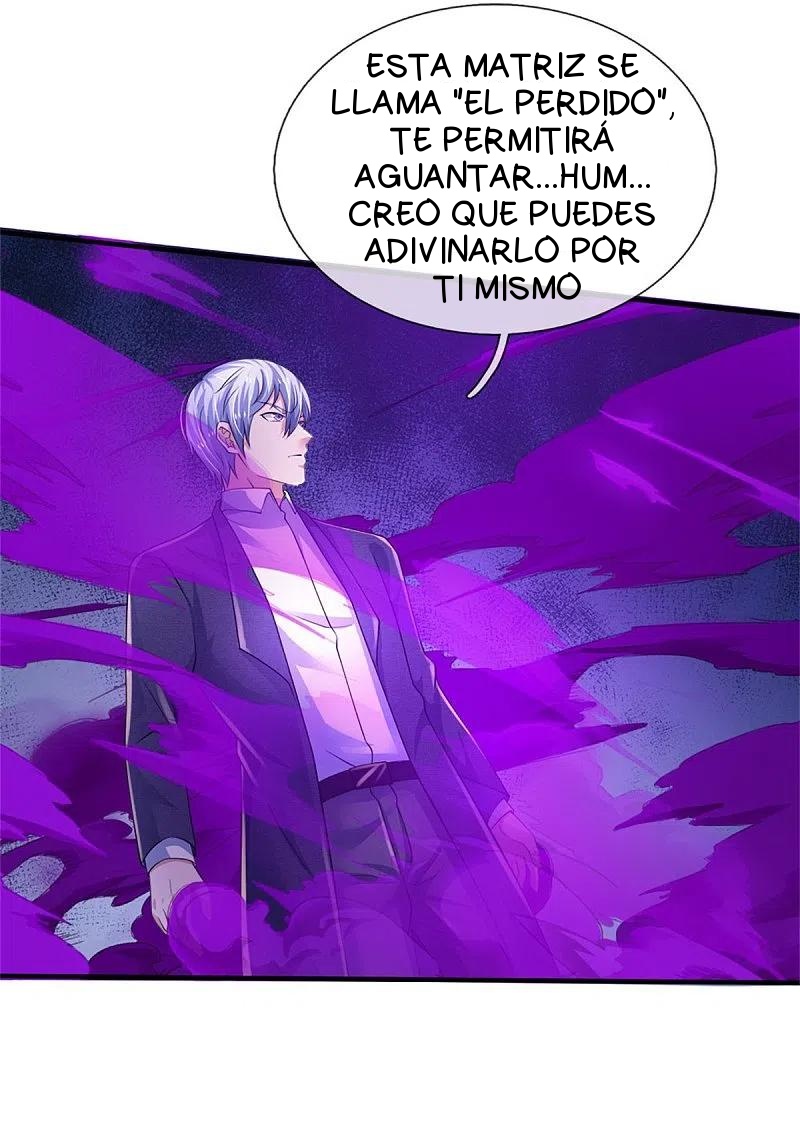 ESTA MATRIZ SE
LLAMA "EL PERDIDO",
TE PERMITIRÁ
AGUANTAR...HUM...
CREO QUE PUEDES
ADIVINARLO POR
TI MISMO